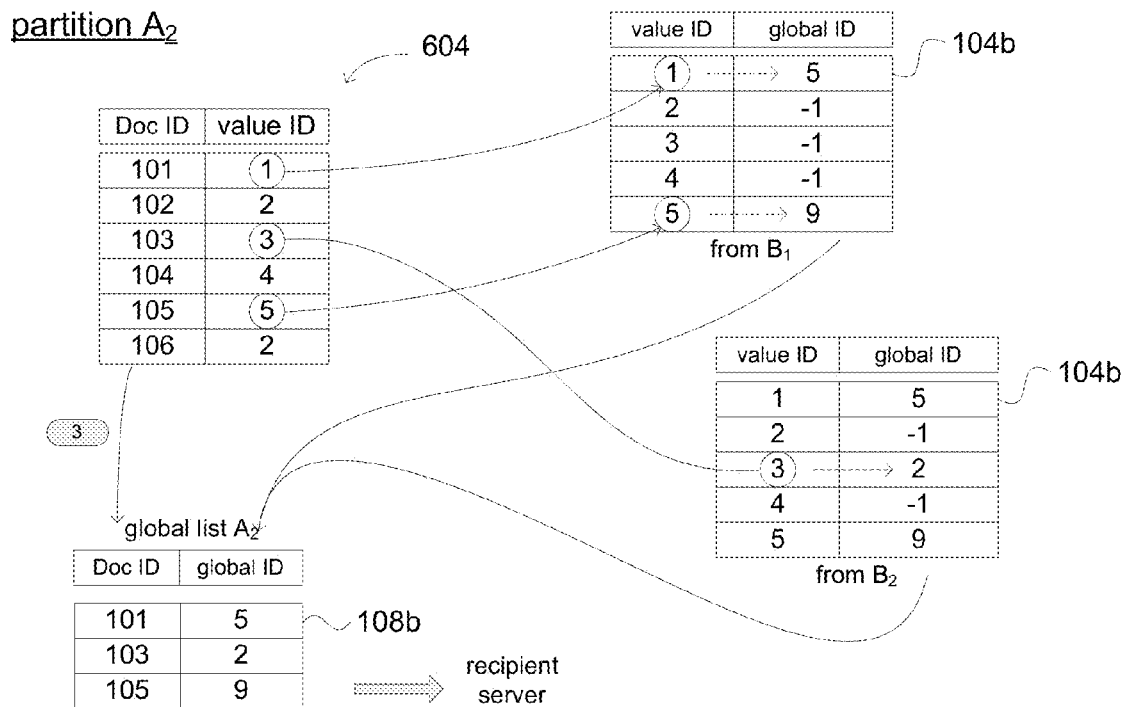 partition A₂
604
Doc ID value ID
101 1
102 2
103 3
104 4
105 5
106 2
value ID global ID
1 5
2 -1
3 -1
4 -1
5 9
from B₁
104b
value ID global ID
1 5
2 -1
3 2
4 -1
5 9
from B₂
104b
3
global list A₂
Doc ID global ID
101 5
103 2
105 9
108b
recipient
server